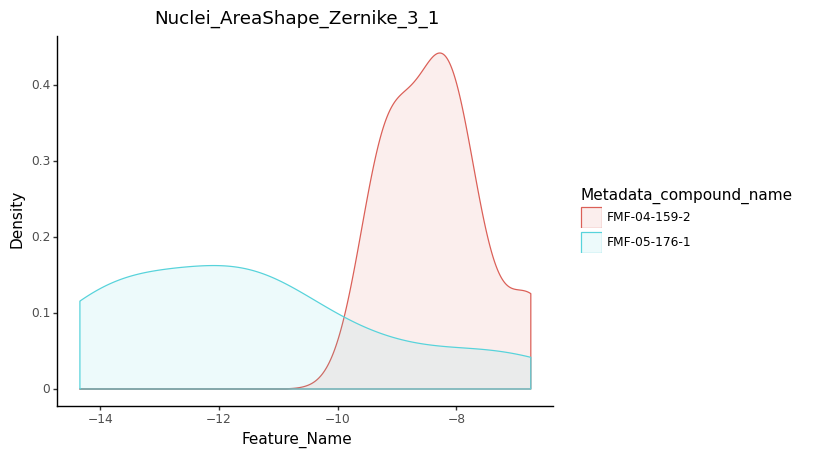 Nuclei_AreaShape_Zernike_3_1
Density
0.4
0.3
0.2
0.1
0
−14
−12
−10
−8
Feature_Name
Metadata_compound_name
FMF-04-159-2
FMF-05-176-1